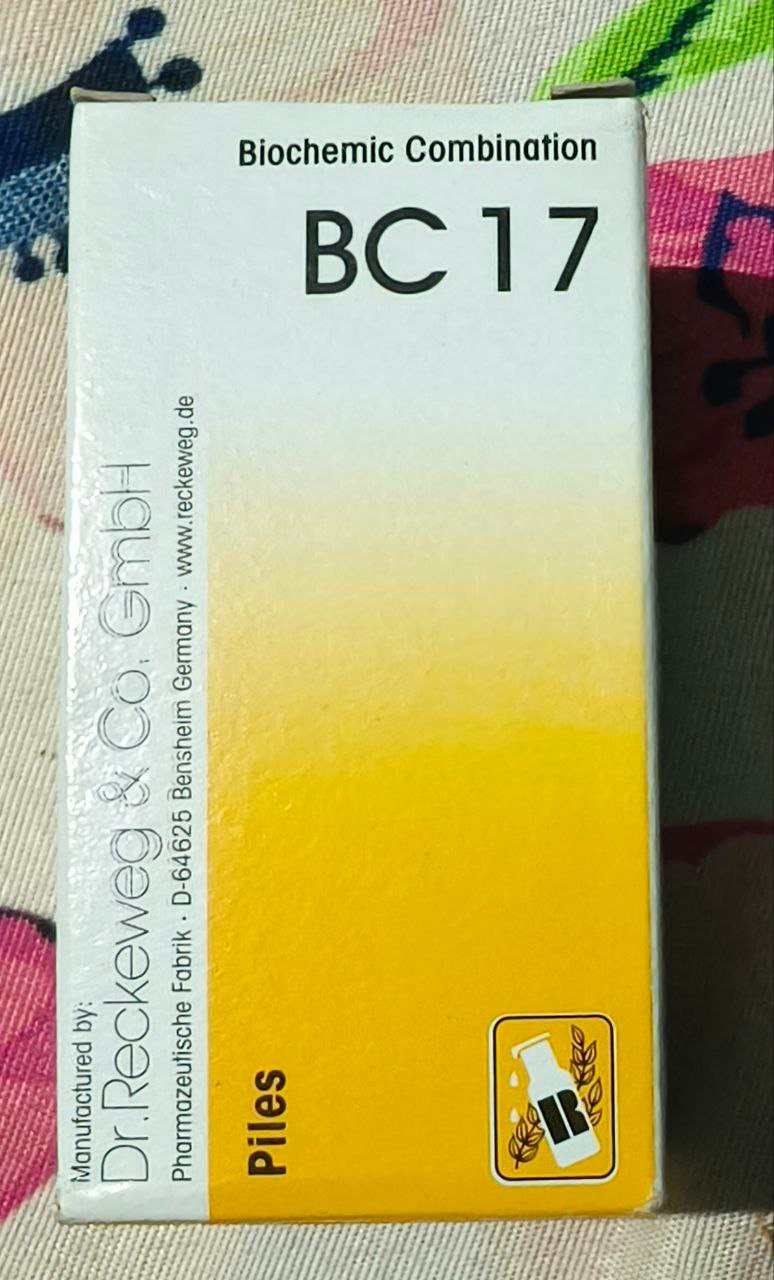 Biochemic Combination
BC 17
Manufactured by:
Dr. Reckeweg & Co. GmbH
Pharmazeutische Fabrik · D-64625 Bensheim Germany · www.reckeweg.de
Piles
R